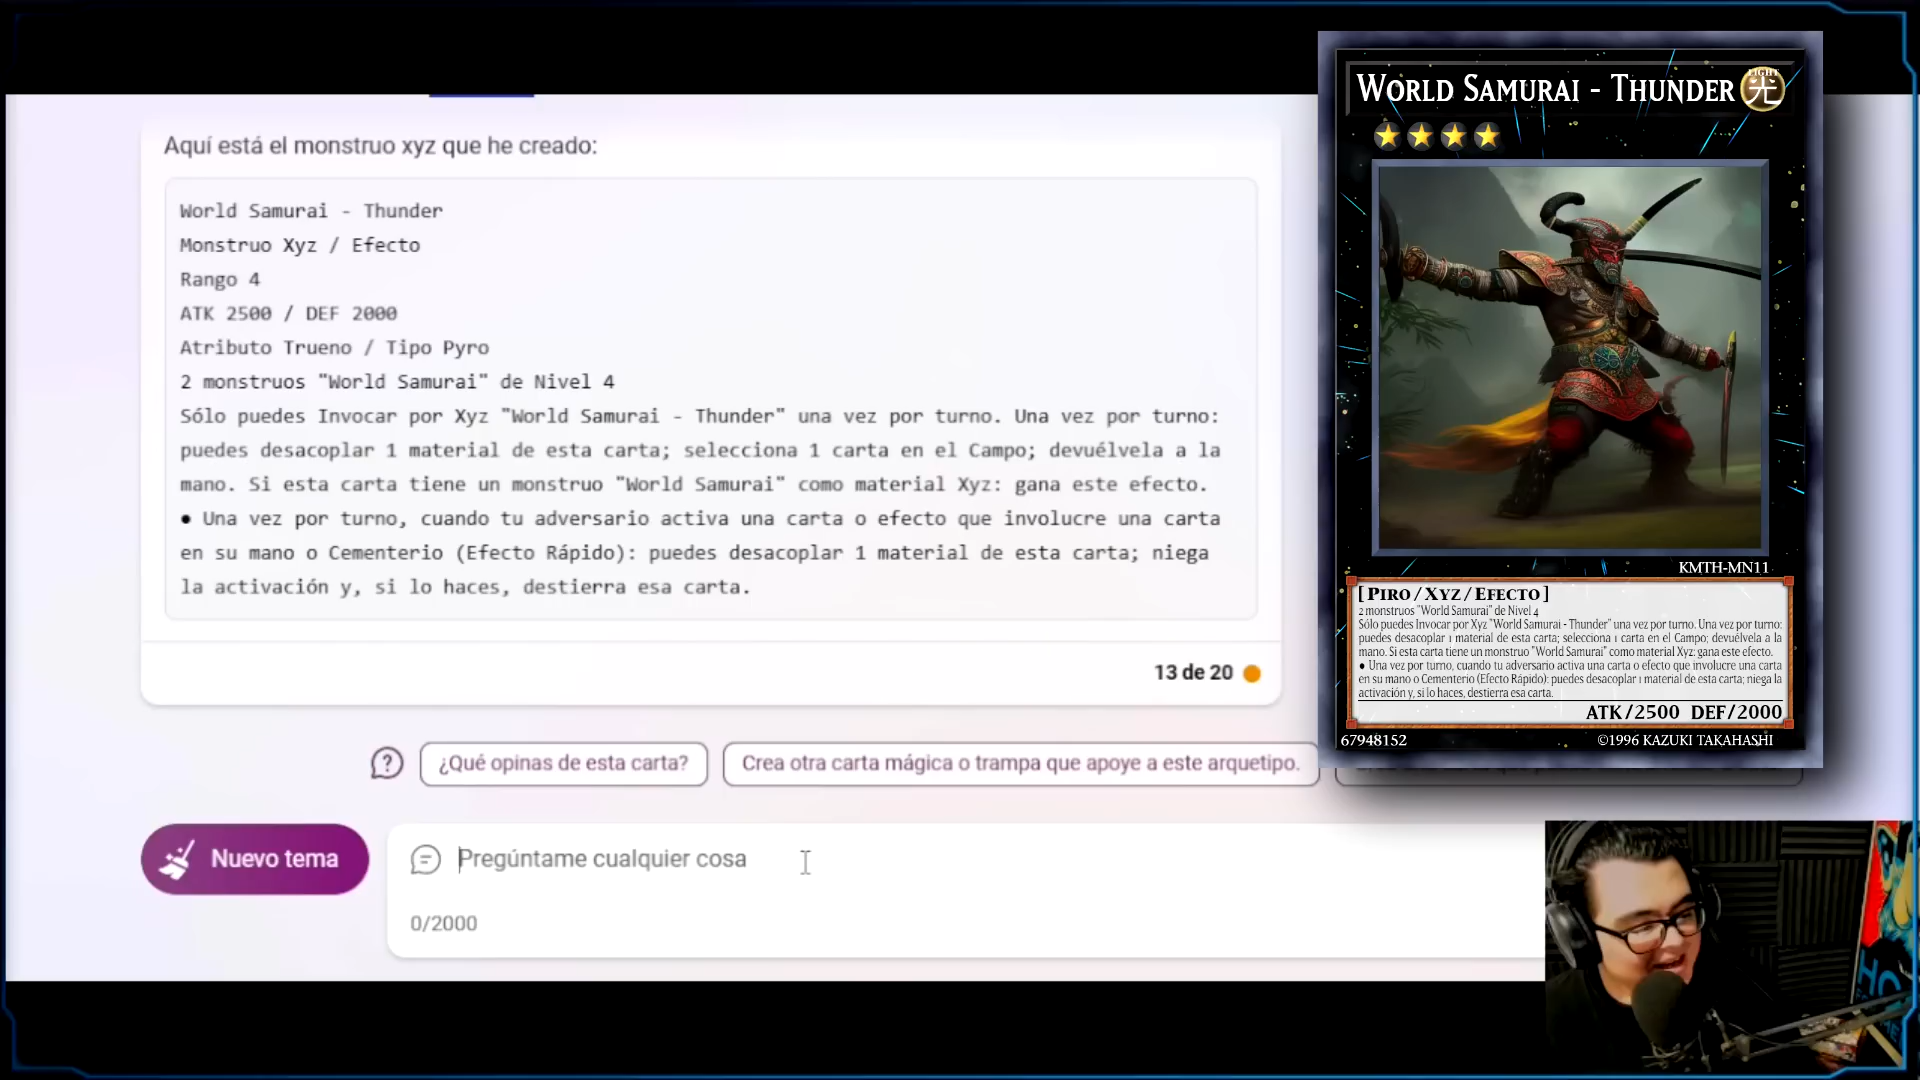 Aquí está el monstruo xyz que he creado:
World Samurai - Thunder
Monstruo Xyz / Efecto
Rango 4
ATK 2500 / DEF 2000
Atributo Trueno / Tipo Pyro
2 monstruos "World Samurai" de Nivel 4
Sólo puedes Invocar por Xyz "World Samurai - Thunder" una vez por turno. Una vez por turno:
puedes desacoplar 1 material de esta carta; selecciona 1 carta en el Campo; devuélvela a la
mano. Si esta carta tiene un monstruo "World Samurai" como material Xyz: gana este efecto.
● Una vez por turno, cuando tu adversario activa una carta o efecto que involucre una carta
en su mano o Cementerio (Efecto Rápido): puedes desacoplar 1 material de esta carta; niega
la activación y, si lo haces, destierra esa carta.
13 de 20
¿Qué opinas de esta carta?
Crea otra carta mágica o trampa que apoye a este arquetipo.
Nuevo tema
Pregúntame cualquier cosa
0/2000
WORLD SAMURAI - THUNDER
LIGHT
光
KMTH-MN11
[ PIRO / XYZ / EFECTO ]
2 monstruos "World Samurai" de Nivel 4
Sólo puedes Invocar por Xyz "World Samurai - Thunder" una vez por turno. Una vez por turno:
puedes desacoplar 1 material de esta carta; selecciona 1 carta en el Campo; devuélvela a la
mano. Si esta carta tiene un monstruo "World Samurai" como material Xyz: gana este efecto.
● Una vez por turno, cuando tu adversario activa una carta o efecto que involucre una carta
en su mano o Cementerio (Efecto Rápido): puedes desacoplar 1 material de esta carta; niega la
activación y, si lo haces, destierra esa carta.
ATK/2500 DEF/2000
67948152
©1996 KAZUKI TAKAHASHI
HO